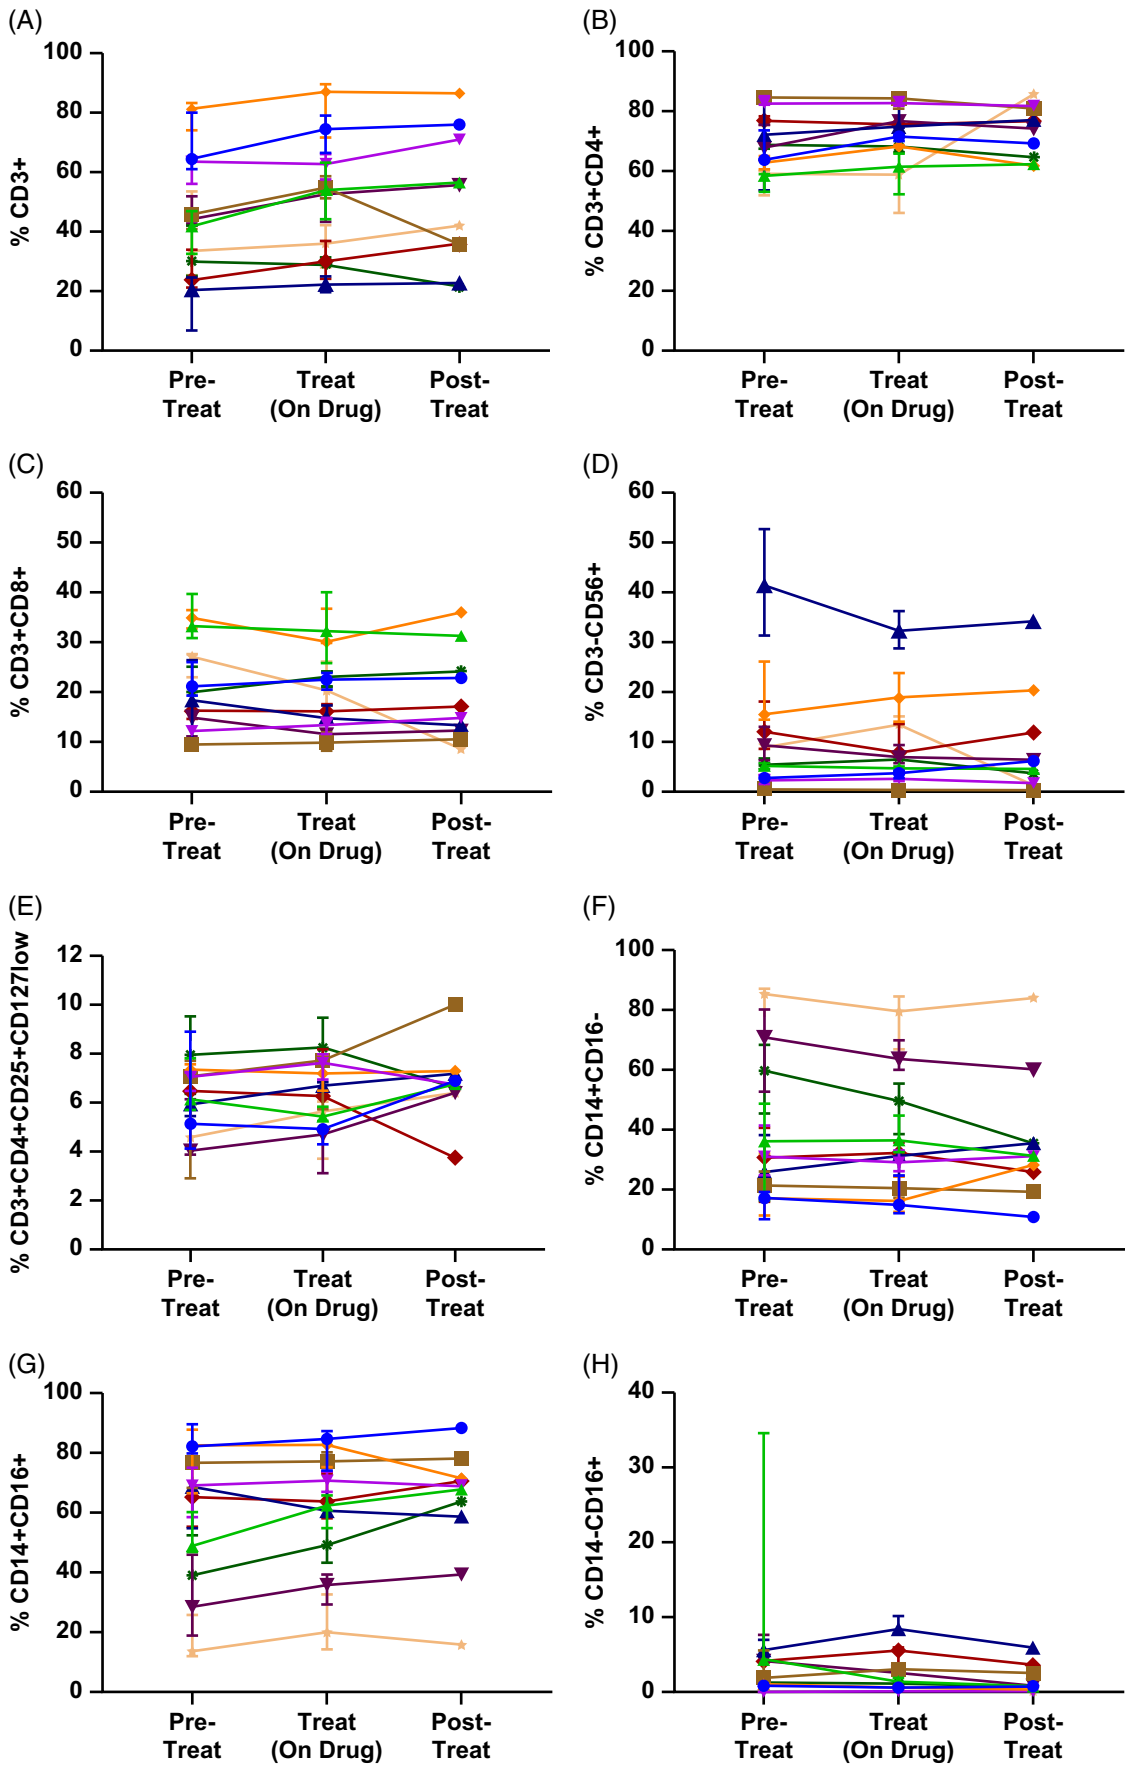 (A)
% CD3+
100
80
60
40
20
0
Pre-
Treat
Treat
(On Drug)
Post-
Treat
(B)
% CD3+CD4+
100
80
60
40
20
0
Pre-
Treat
Treat
(On Drug)
Post-
Treat
(C)
% CD3+CD8+
60
50
40
30
20
10
0
Pre-
Treat
Treat
(On Drug)
Post-
Treat
(D)
% CD3-CD56+
60
50
40
30
20
10
0
Pre-
Treat
Treat
(On Drug)
Post-
Treat
(E)
% CD3+CD4+CD25+CD127low
12
10
8
6
4
2
0
Pre-
Treat
Treat
(On Drug)
Post-
Treat
(F)
% CD14+CD16-
100
80
60
40
20
0
Pre-
Treat
Treat
(On Drug)
Post-
Treat
(G)
% CD14+CD16+
100
80
60
40
20
0
Pre-
Treat
Treat
(On Drug)
Post-
Treat
(H)
% CD14-CD16+
40
30
20
10
0
Pre-
Treat
Treat
(On Drug)
Post-
Treat